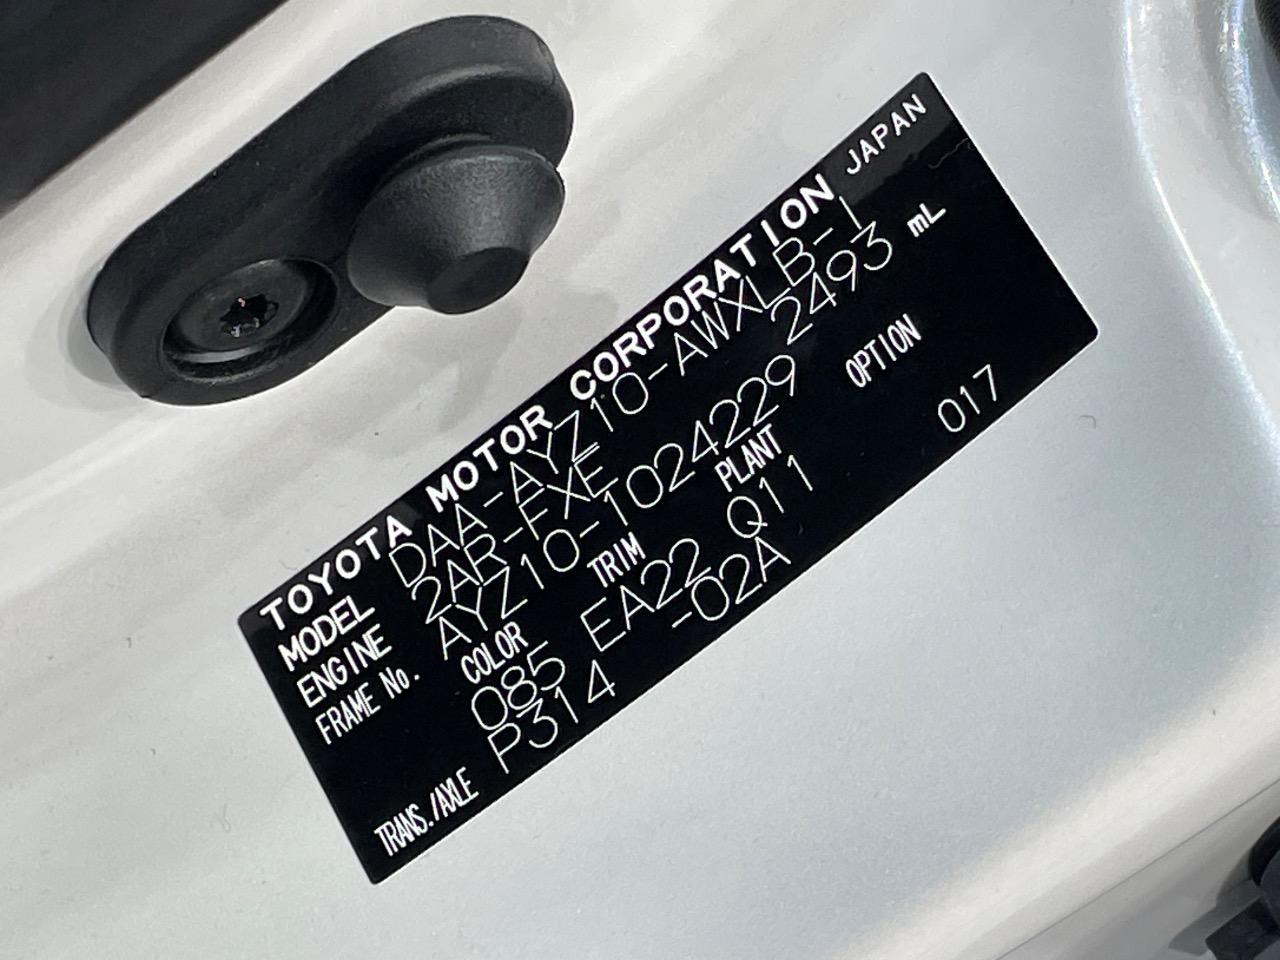 TOYOTA MOTOR CORPORATION JAPAN
MODEL DAA-AYZ10-AWXLB-I
ENGINE 2AR-FXE 2493 mL
FRAME No. AYZ10-1024229
COLOR TRIM PLANT OPTION
085 EA22 Q11 017
TRANS./AXLE P314 -02A